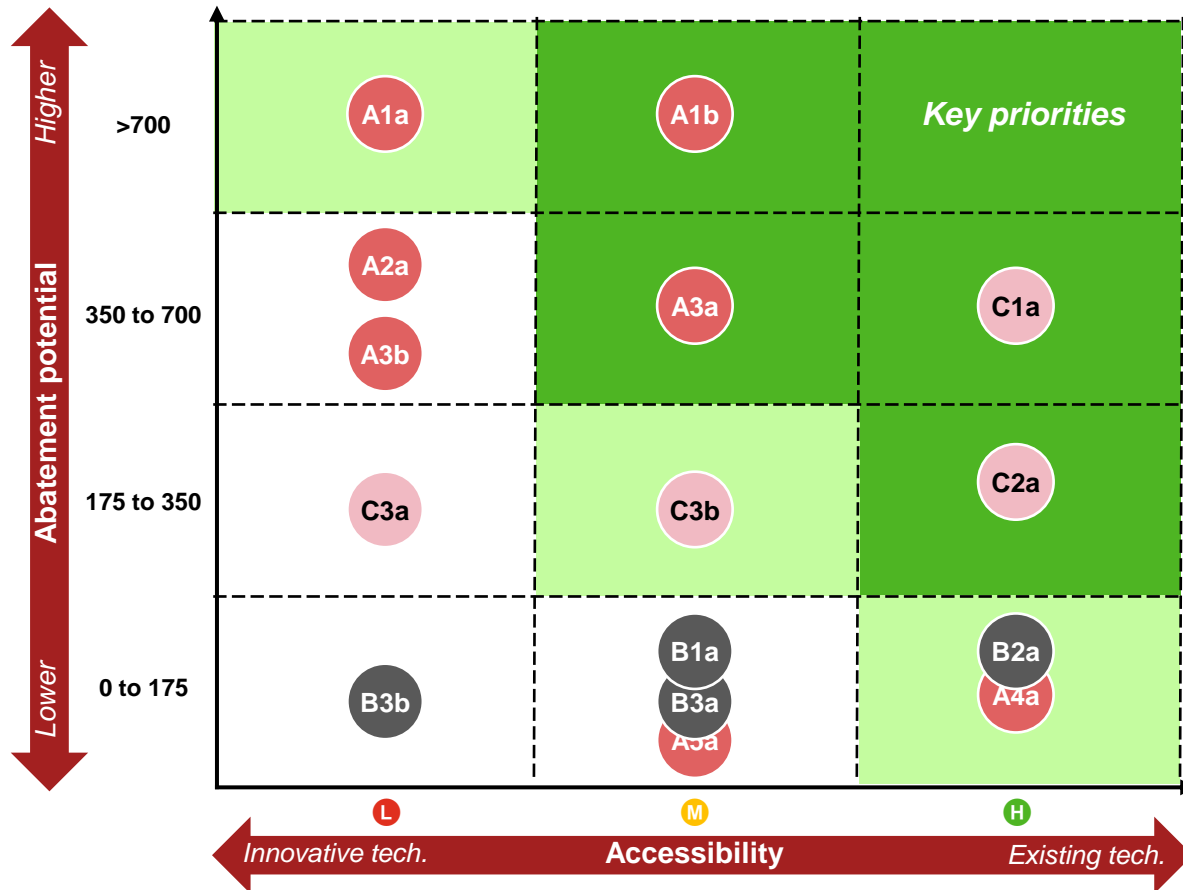 Higher
>700
A1a
A1b
Key priorities
Abatement potential
350 to 700
A2a
A3b
A3a
C1a
175 to 350
C3a
C3b
C2a
Lower
0 to 175
B3b
B1a
B3a
A5a
B2a
A4a
L
M
H
Innovative tech.
Accessibility
Existing tech.